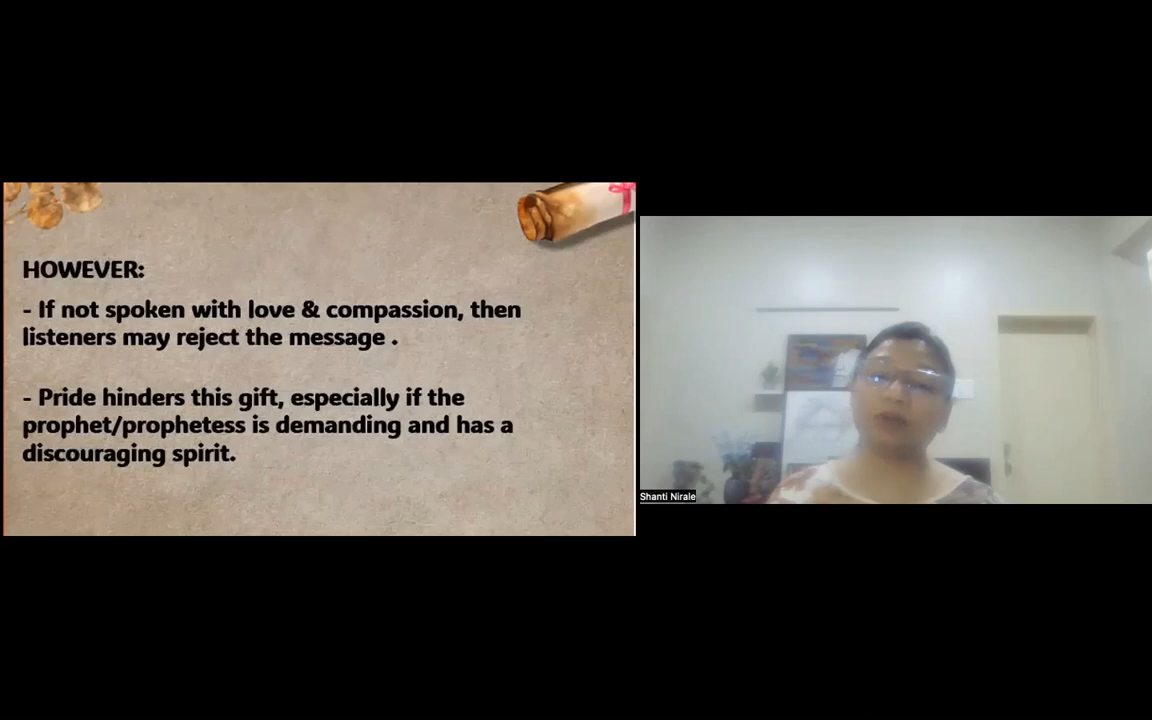 HOWEVER:
- If not spoken with love & compassion, then
listeners may reject the message .
- Pride hinders this gift, especially if the
prophet/prophetess is demanding and has a
discouraging spirit.
Shanti Nirale